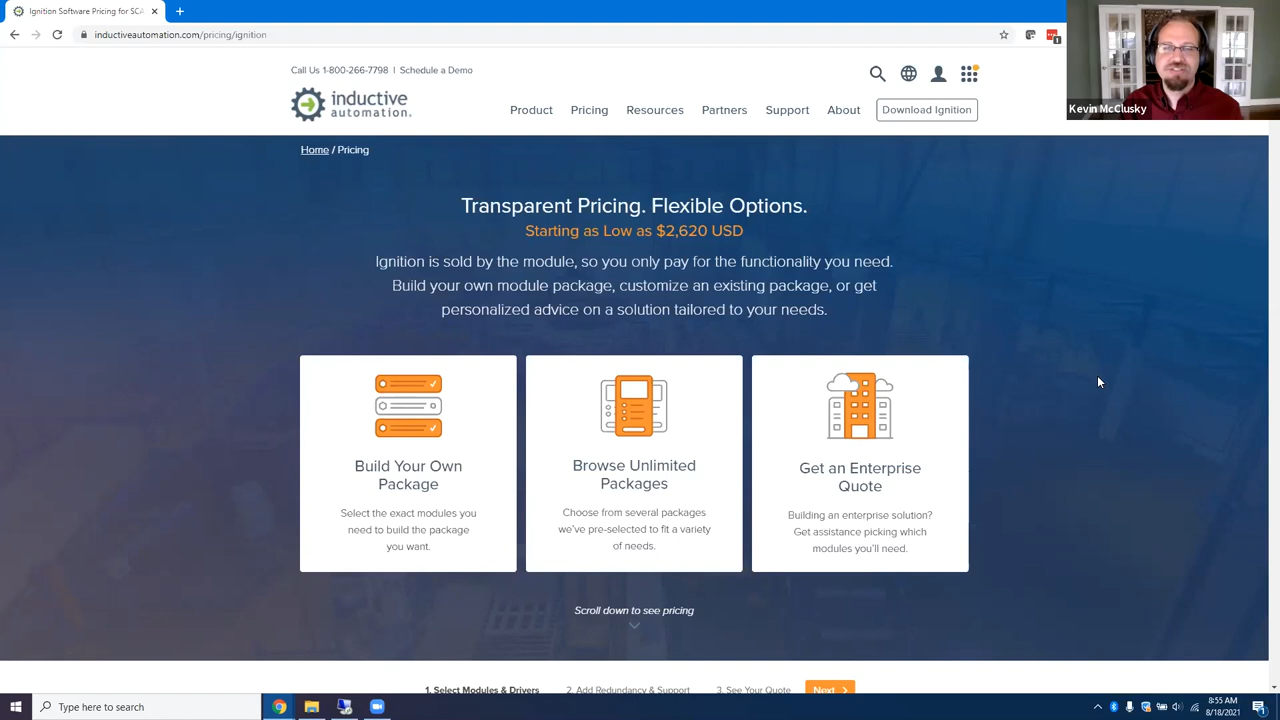 Ignition Software Pricing for SCA
inductiveautomation.com/pricing/ignition
Call Us 1-800-266-7798 | Schedule a Demo
inductive
automation.
Product Pricing Resources Partners Support About Download Ignition
Kevin McClusky
Home / Pricing
Transparent Pricing. Flexible Options.
Starting as Low as $2,620 USD
Ignition is sold by the module, so you only pay for the functionality you need.
Build your own module package, customize an existing package, or get
personalized advice on a solution tailored to your needs.
Build Your Own
Package
Select the exact modules you
need to build the package
you want.
Browse Unlimited
Packages
Choose from several packages
we've pre-selected to fit a variety
of needs.
Get an Enterprise
Quote
Building an enterprise solution?
Get assistance picking which
modules you'll need.
Scroll down to see pricing
1. Select Modules & Drivers 2. Add Redundancy & Support 3. See Your Quote Next
Type here to search
8:55 AM
8/18/2021